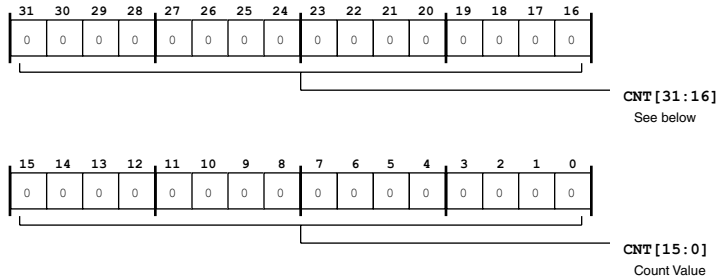 31 30 29 28 27 26 25 24 23 22 21 20 19 18 17 16
0 0 0 0 0 0 0 0 0 0 0 0 0 0 0 0
CNT[31:16]
See below
15 14 13 12 11 10 9 8 7 6 5 4 3 2 1 0
0 0 0 0 0 0 0 0 0 0 0 0 0 0 0 0
CNT[15:0]
Count Value